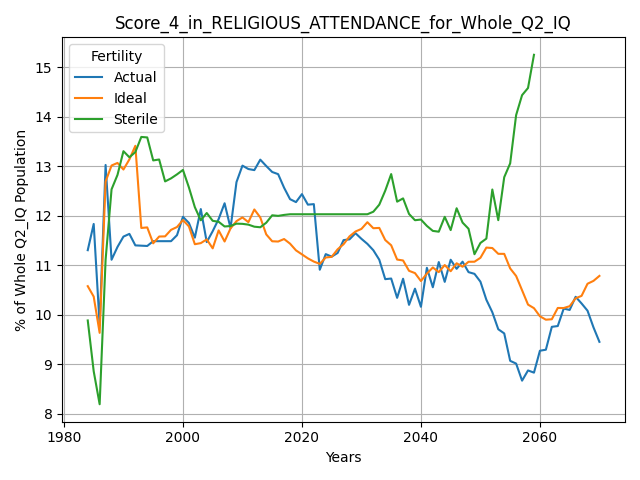 Score_4_in_RELIGIOUS_ATTENDANCE_for_Whole_Q2_IQ
Fertility
Actual
Ideal
Sterile
% of Whole Q2_IQ Population
15
14
13
12
11
10
9
8
1980
2000
2020
2040
2060
Years